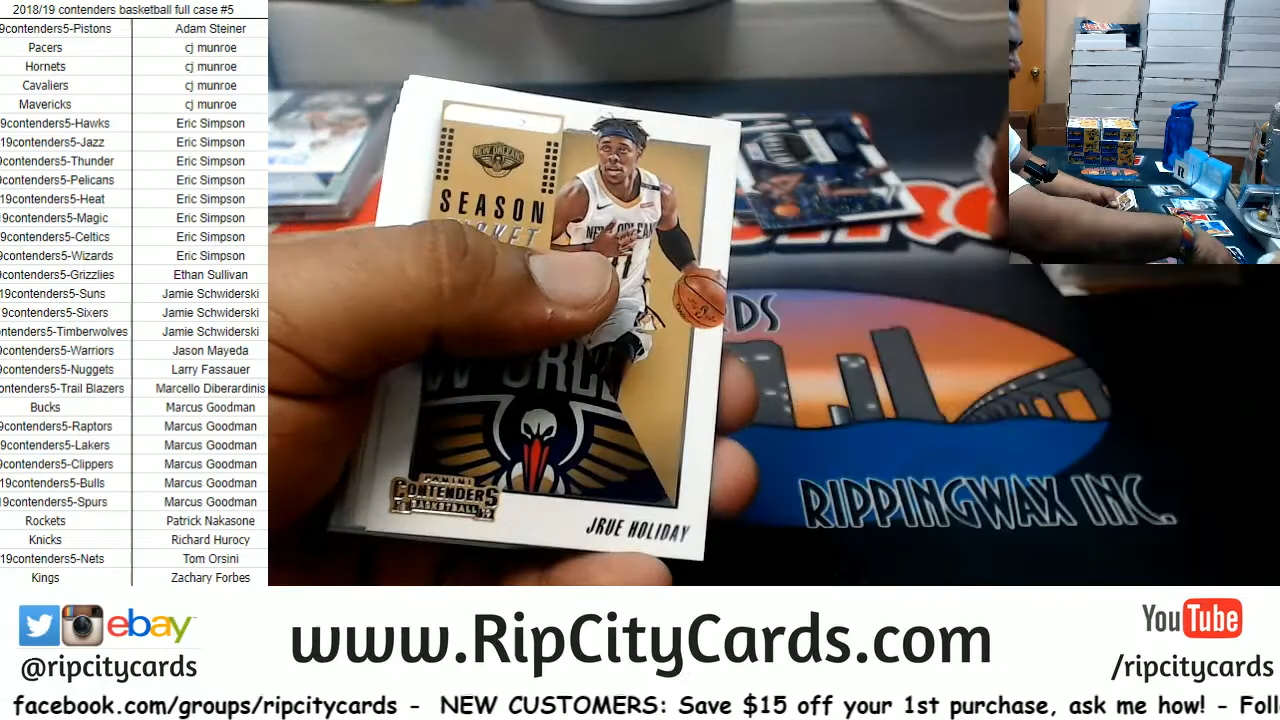 2018/19 contenders basketball full case #5
9contenders5-Pistons Adam Steiner
Pacers cj munroe
Hornets cj munroe
Cavaliers cj munroe
Mavericks cj munroe
9contenders5-Hawks Eric Simpson
19contenders5-Jazz Eric Simpson
9contenders5-Thunder Eric Simpson
9contenders5-Pelicans Eric Simpson
19contenders5-Heat Eric Simpson
19contenders5-Magic Eric Simpson
9contenders5-Celtics Eric Simpson
9contenders5-Wizards Eric Simpson
9contenders5-Grizzlies Ethan Sullivan
19contenders5-Suns Jamie Schwiderski
19contenders5-Sixers Jamie Schwiderski
ntenders5-Timberwolves Jamie Schwiderski
9contenders5-Warriors Jason Mayeda
9contenders5-Nuggets Larry Fassauer
ontenders5-Trail Blazers Marcello Diberardinis
Bucks Marcus Goodman
9contenders5-Raptors Marcus Goodman
9contenders5-Lakers Marcus Goodman
9contenders5-Clippers Marcus Goodman
19contenders5-Bulls Marcus Goodman
19contenders5-Spurs Marcus Goodman
Rockets Patrick Nakasone
Knicks Richard Hurocy
19contenders5-Nets Tom Orsini
Kings Zachary Forbes
NEW ORLEANS
SEASON
TICKET
NEW ORLEANS
11
PANINI
CONTENDERS
BASKETBALL
JRUE HOLIDAY
RDS
RIPPINGWAX INC.
ebay
@ripcitycards
www.RipCityCards.com
YouTube
/ripcitycards
facebook.com/groups/ripcitycards - NEW CUSTOMERS: Save $15 off your 1st purchase, ask me how! - Foll